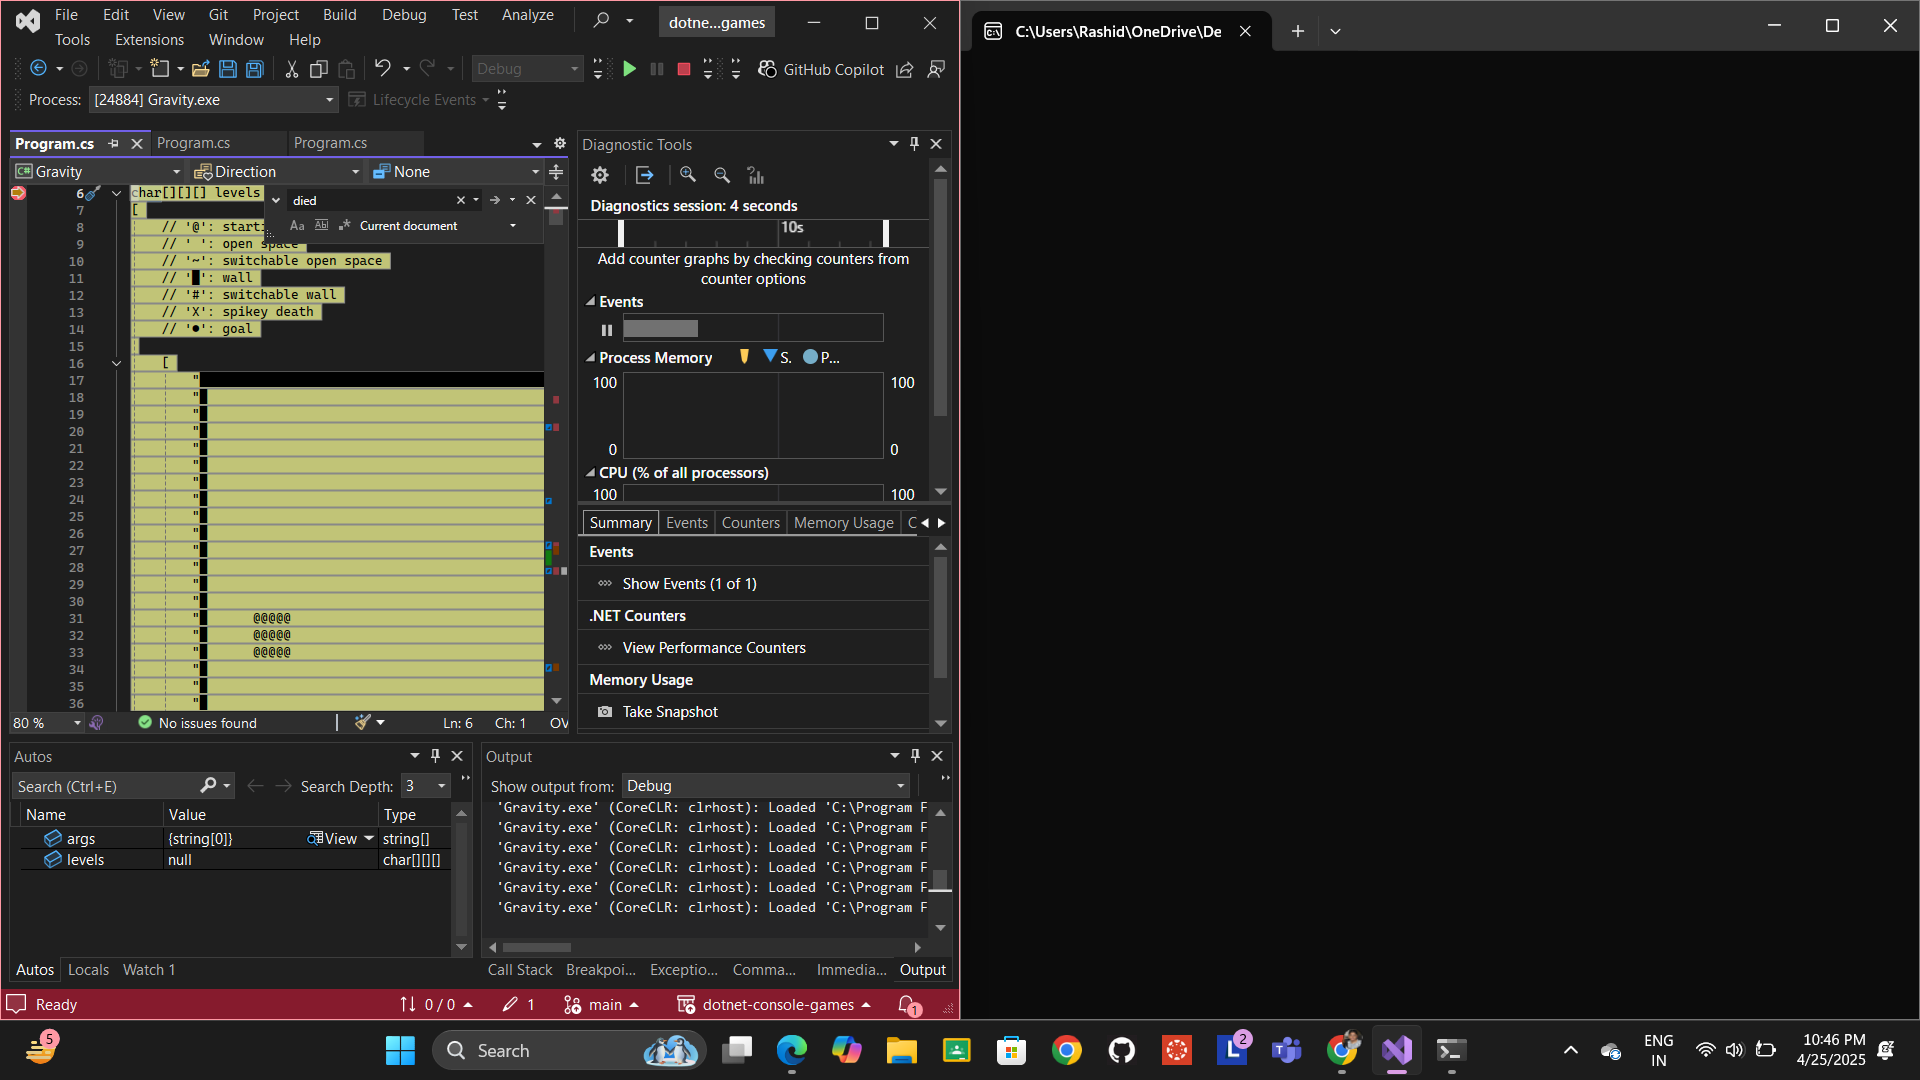 File Edit View Git Project Build Debug Test Analyze
dotne...games
Tools Extensions Window Help
Debug
GitHub Copilot
Process: [24884] Gravity.exe
Lifecycle Events
Program.cs
Program.cs
Program.cs
Gravity
Direction
None
died
Aa
Current document
6 char[][][] levels
7 [
8 // '@': start
9 // ' ': open space
10 // '~': switchable open space
11 // '█': wall
12 // '#': switchable wall
13 // 'X': spikey death
14 // '●': goal
15
16 [
17 "
18 "
19 "
20 "
21 "
22 "
23 "
24 "
25 "
26 "
27 "
28 "
29 "
30 "
31 " @@@@@
32 " @@@@@
33 " @@@@@
34 "
35 "
36 "
80 %
No issues found
Ln: 6 Ch: 1 OV
Diagnostic Tools
Diagnostics session: 4 seconds
10s
Add counter graphs by checking counters from
counter options
Events
Process Memory S. P...
100 100
0 0
CPU (% of all processors)
100 100
Summary Events Counters Memory Usage C
Events
Show Events (1 of 1)
.NET Counters
View Performance Counters
Memory Usage
Take Snapshot
Autos
Search (Ctrl+E)
Search Depth: 3
Name Value Type
args {string[0]} View string[]
levels null char[][][]
Autos Locals Watch 1
Output
Show output from: Debug
'Gravity.exe' (CoreCLR: clrhost): Loaded 'C:\Program F
'Gravity.exe' (CoreCLR: clrhost): Loaded 'C:\Program F
'Gravity.exe' (CoreCLR: clrhost): Loaded 'C:\Program F
'Gravity.exe' (CoreCLR: clrhost): Loaded 'C:\Program F
'Gravity.exe' (CoreCLR: clrhost): Loaded 'C:\Program F
'Gravity.exe' (CoreCLR: clrhost): Loaded 'C:\Program F
Call Stack Breakpoi... Exceptio... Comma... Immedia... Output
Ready
0 / 0
1
main
dotnet-console-games
1
C:\Users\Rashid\OneDrive\De
5
Search
L 2
ENG
IN
10:46 PM
4/25/2025